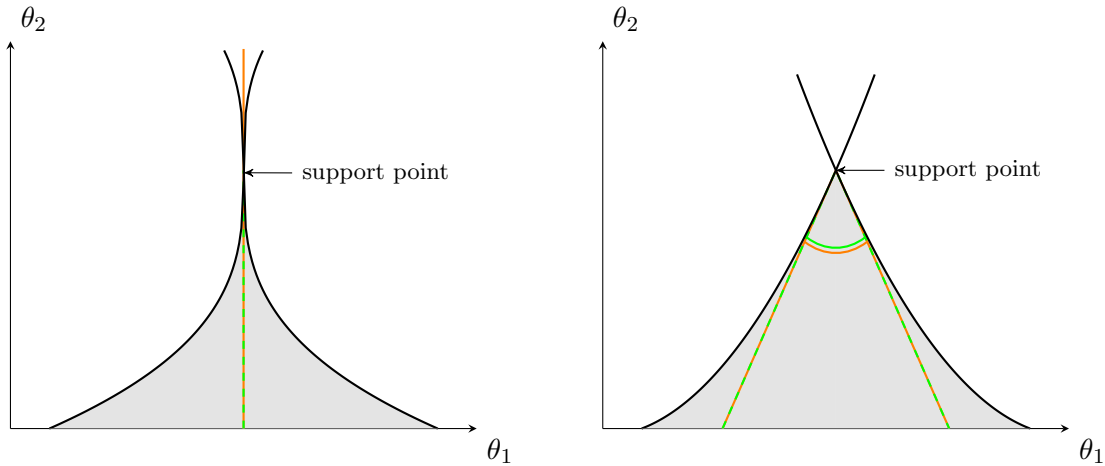 θ₂
support point
θ₁
θ₂
support point
θ₁